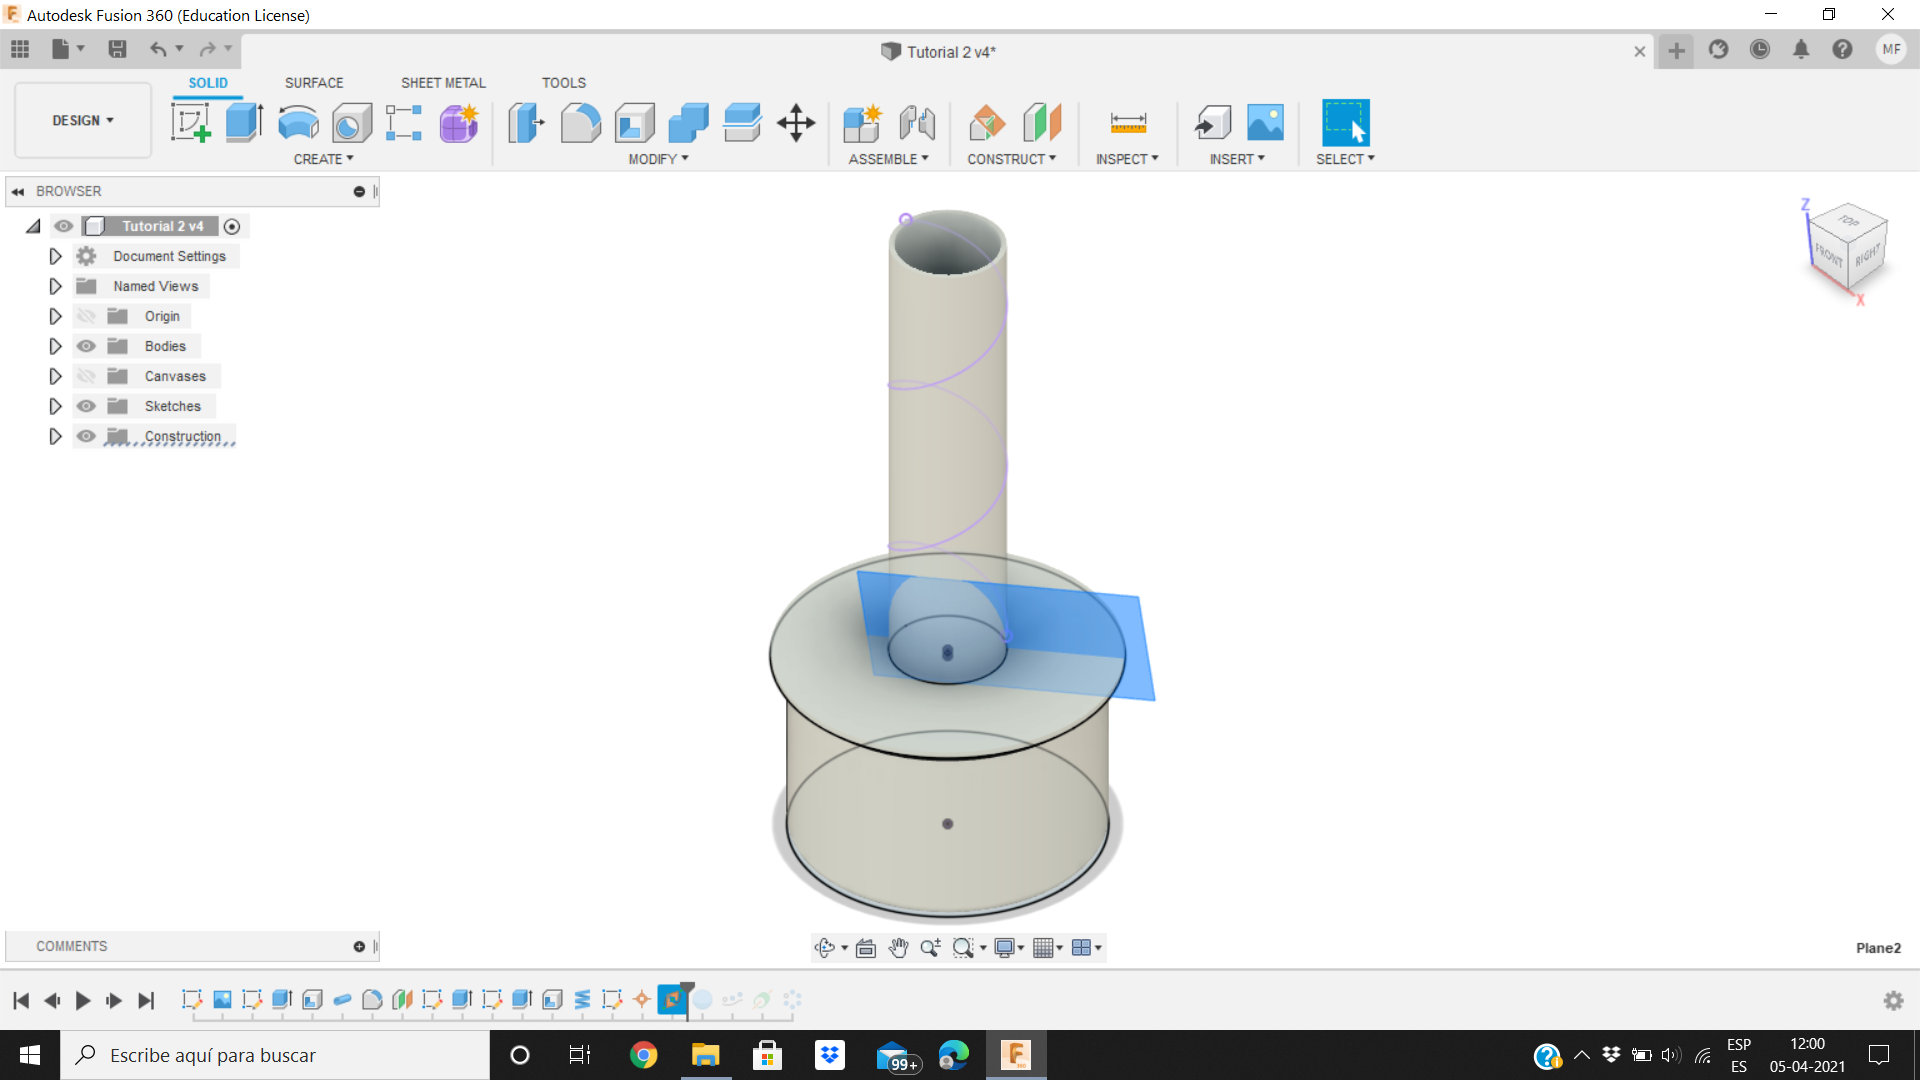 Autodesk Fusion 360 (Education License)
Tutorial 2 v4*
MF
SOLID
SURFACE
SHEET METAL
TOOLS
DESIGN
CREATE
MODIFY
ASSEMBLE
CONSTRUCT
INSPECT
INSERT
SELECT
BROWSER
Tutorial 2 v4
Document Settings
Named Views
Origin
Bodies
Canvases
Sketches
Construction
Z
TOP
FRONT
RIGHT
X
COMMENTS
Plane2
Escribe aquí para buscar
99+
F
360
ESP
ES
12:00
05-04-2021